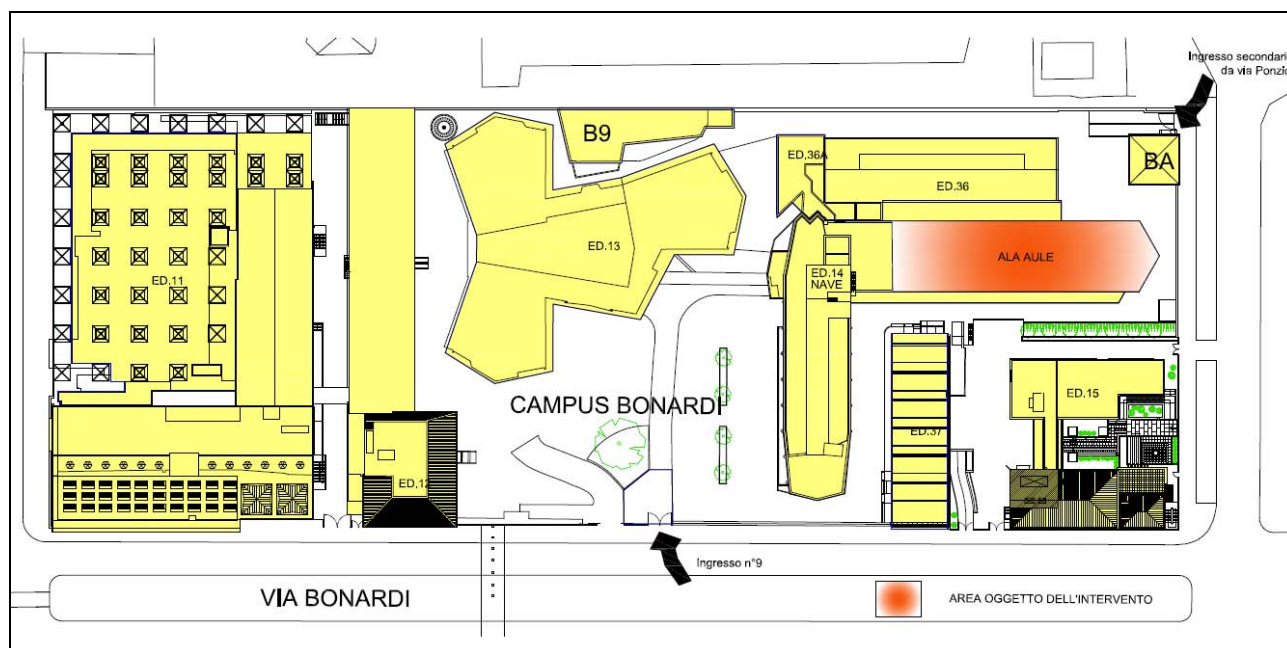 Ingresso secondari
da via Ponzio
B9
BA
ED.36A
ED.36
ED.13
ALA AULE
ED.14
NAVE
ED.11
CAMPUS BONARDI
ED.15
ED.37
ED.12
Ingresso n°9
VIA BONARDI
AREA OGGETTO DELL'INTERVENTO